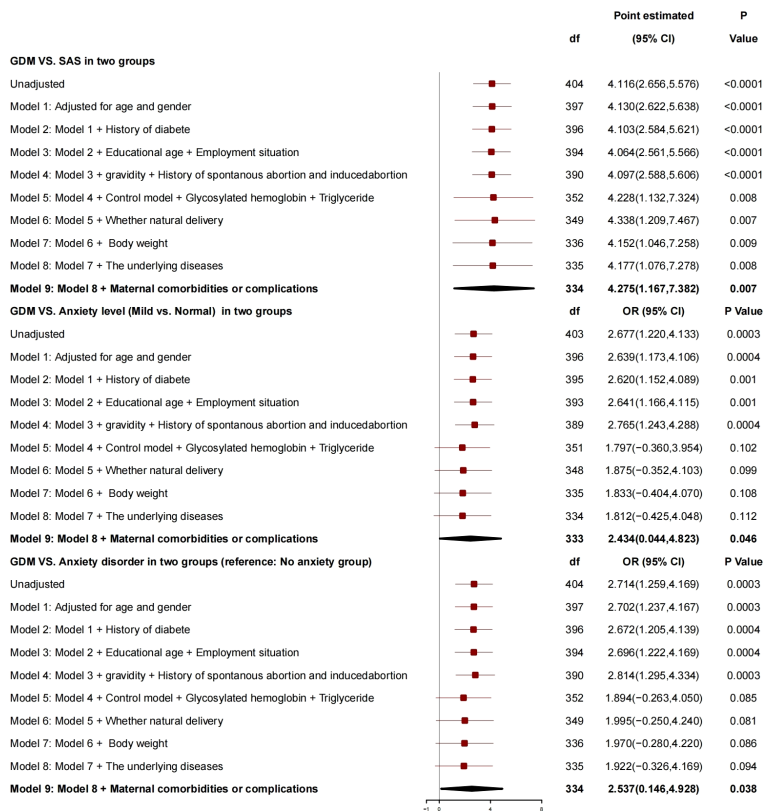 Point estimated P
df (95% CI) Value
GDM VS. SAS in two groups
Unadjusted 404 4.116(2.656,5.576) <0.0001
Model 1: Adjusted for age and gender 397 4.130(2.622,5.638) <0.0001
Model 2: Model 1 + History of diabete 396 4.103(2.584,5.621) <0.0001
Model 3: Model 2 + Educational age + Employment situation 394 4.064(2.561,5.566) <0.0001
Model 4: Model 3 + gravidity + History of spontanous abortion and inducedabortion 390 4.097(2.588,5.606) <0.0001
Model 5: Model 4 + Control model + Glycosylated hemoglobin + Triglyceride 352 4.228(1.132,7.324) 0.008
Model 6: Model 5 + Whether natural delivery 349 4.338(1.209,7.467) 0.007
Model 7: Model 6 + Body weight 336 4.152(1.046,7.258) 0.009
Model 8: Model 7 + The underlying diseases 335 4.177(1.076,7.278) 0.008
Model 9: Model 8 + Maternal comorbidities or complications 334 4.275(1.167,7.382) 0.007
GDM VS. Anxiety level (Mild vs. Normal) in two groups df OR (95% CI) P Value
Unadjusted 403 2.677(1.220,4.133) 0.0003
Model 1: Adjusted for age and gender 396 2.639(1.173,4.106) 0.0004
Model 2: Model 1 + History of diabete 395 2.620(1.152,4.089) 0.001
Model 3: Model 2 + Educational age + Employment situation 393 2.641(1.166,4.115) 0.001
Model 4: Model 3 + gravidity + History of spontanous abortion and inducedabortion 389 2.765(1.243,4.288) 0.0004
Model 5: Model 4 + Control model + Glycosylated hemoglobin + Triglyceride 351 1.797(−0.360,3.954) 0.102
Model 6: Model 5 + Whether natural delivery 348 1.875(−0.352,4.103) 0.099
Model 7: Model 6 + Body weight 335 1.833(−0.404,4.070) 0.108
Model 8: Model 7 + The underlying diseases 334 1.812(−0.425,4.048) 0.112
Model 9: Model 8 + Maternal comorbidities or complications 333 2.434(0.044,4.823) 0.046
GDM VS. Anxiety disorder in two groups (reference: No anxiety group) df OR (95% CI) P Value
Unadjusted 404 2.714(1.259,4.169) 0.0003
Model 1: Adjusted for age and gender 397 2.702(1.237,4.167) 0.0003
Model 2: Model 1 + History of diabete 396 2.672(1.205,4.139) 0.0004
Model 3: Model 2 + Educational age + Employment situation 394 2.696(1.222,4.169) 0.0004
Model 4: Model 3 + gravidity + History of spontanous abortion and inducedabortion 390 2.814(1.295,4.334) 0.0003
Model 5: Model 4 + Control model + Glycosylated hemoglobin + Triglyceride 352 1.894(−0.263,4.050) 0.085
Model 6: Model 5 + Whether natural delivery 349 1.995(−0.250,4.240) 0.081
Model 7: Model 6 + Body weight 336 1.970(−0.280,4.220) 0.086
Model 8: Model 7 + The underlying diseases 335 1.922(−0.326,4.169) 0.094
Model 9: Model 8 + Maternal comorbidities or complications 334 2.537(0.146,4.928) 0.038
−1 0 4 8